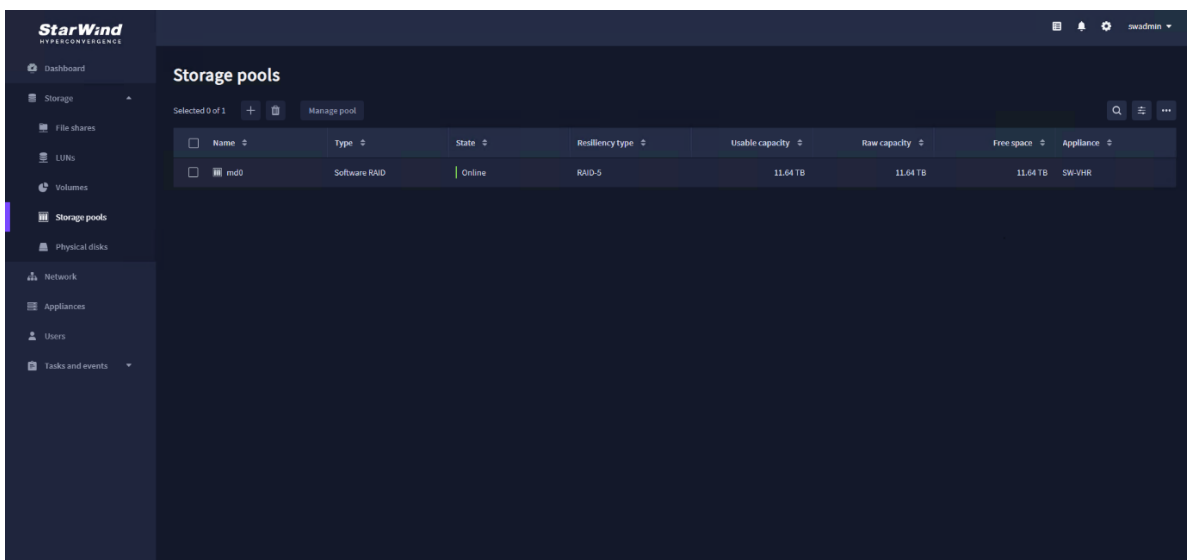 StarWind
HYPERCONVERGENCE
swadmin
Dashboard
Storage
File shares
LUNs
Volumes
Storage pools
Physical disks
Network
Appliances
Users
Tasks and events
Storage pools
Selected 0 of 1
Manage pool
Name Type State Resiliency type Usable capacity Raw capacity Free space Appliance
md0 Software RAID Online RAID-5 11.64 TB 11.64 TB 11.64 TB SW-VHR